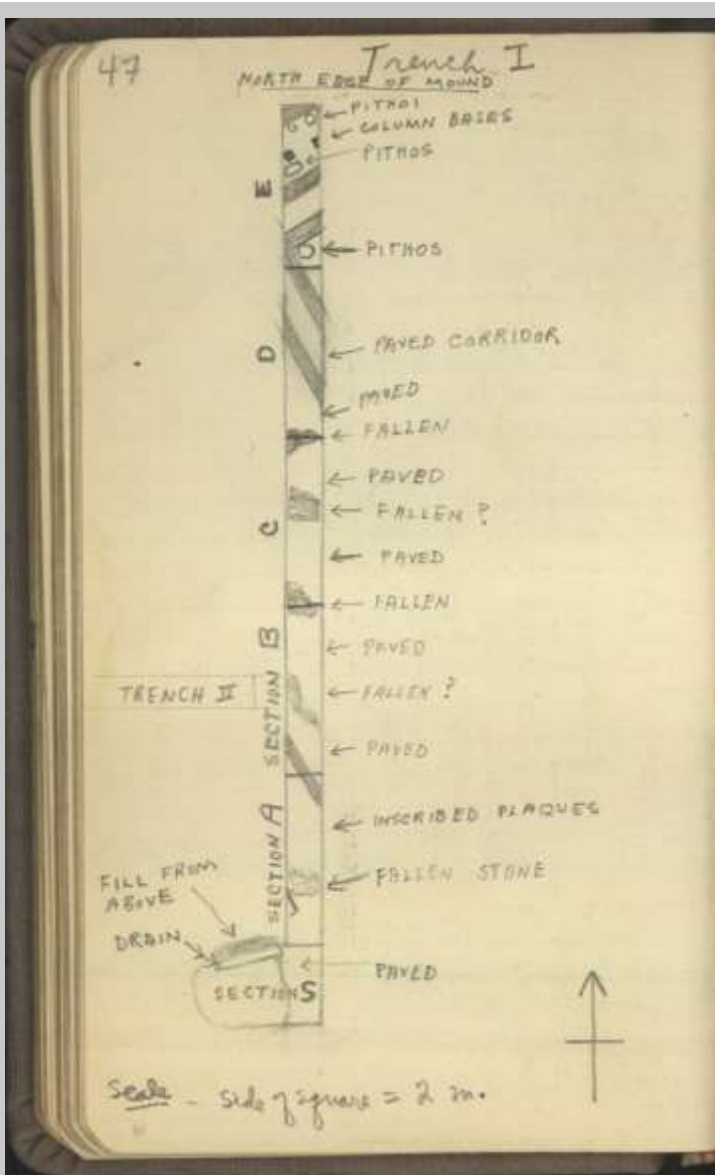 47
Trench I
NORTH EDGE OF MOUND
PITHOI
COLUMN BASES
PITHOS
E
PITHOS
D
PAVED CORRIDOR
PAVED
FALLEN
PAVED
C
FALLEN ?
PAVED
FALLEN
SECTION B
PAVED
TRENCH II
FALLEN ?
PAVED
SECTION A
INSCRIBED PLAQUES
FALLEN STONE
FILL FROM
ABOVE
DRAIN
PAVED
SECTION S
Scale - side of square = 2 m.